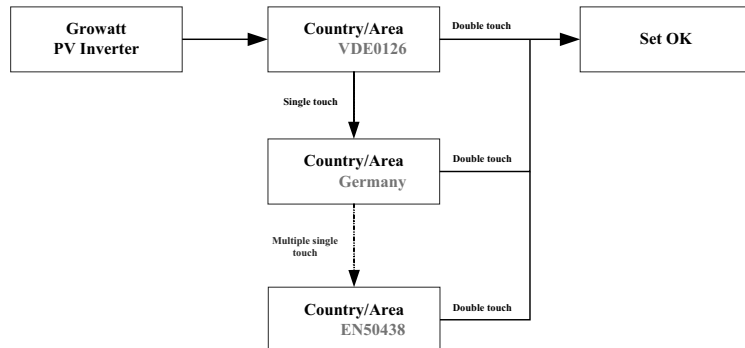 Growatt
PV Inverter
Country/Area
VDE0126
Double touch
Set OK
Single touch
Country/Area
Germany
Double touch
Multiple single
touch
Country/Area
EN50438
Double touch